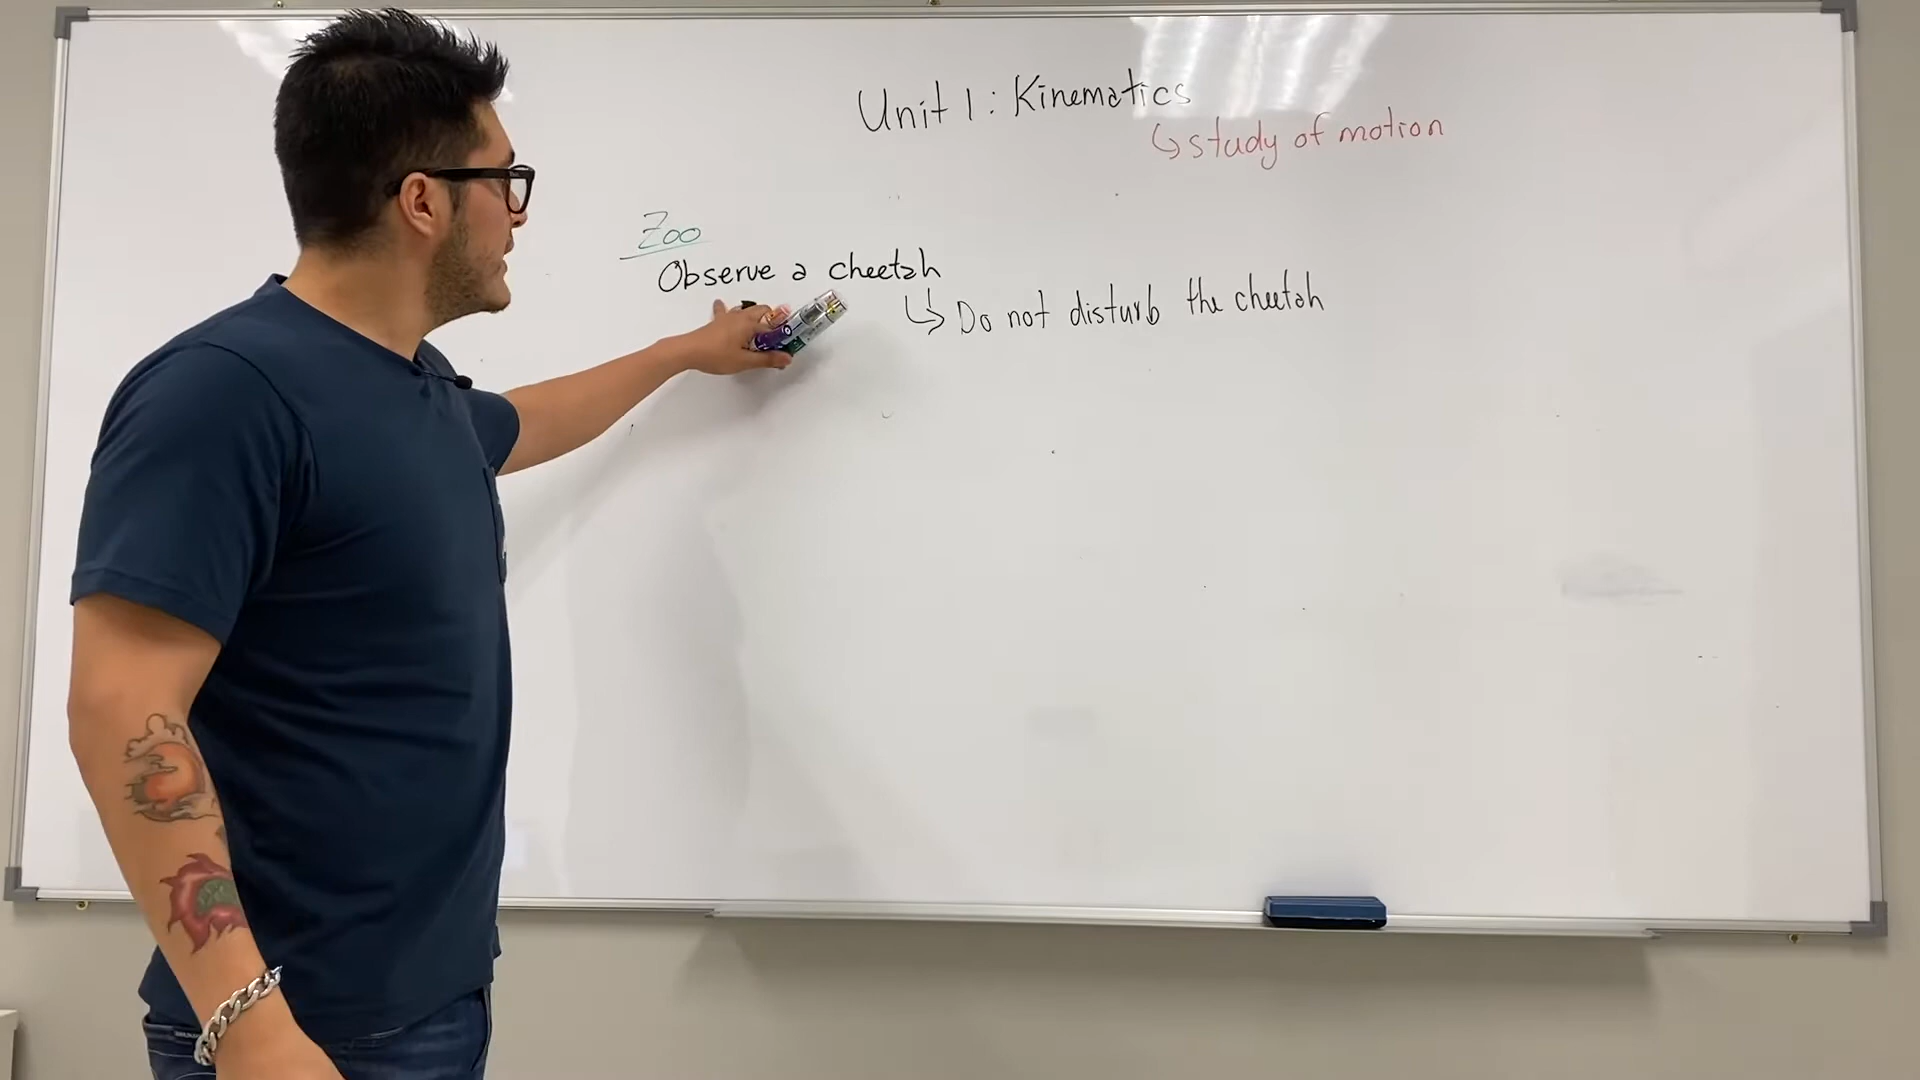 Unit 1: Kinematics
↳ study of motion
Zoo
Observe a cheetah
↳ Do not disturb the cheetah